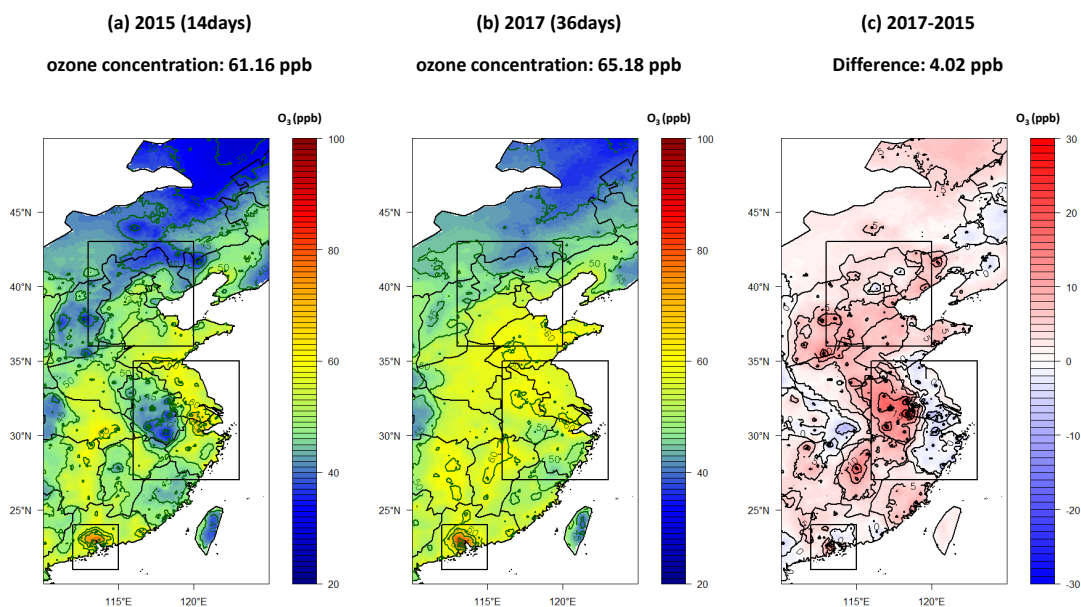 (a) 2015 (14days)
(b) 2017 (36days)
(c) 2017-2015
ozone concentration: 61.16 ppb
ozone concentration: 65.18 ppb
Difference: 4.02 ppb
O₃ (ppb)
O₃ (ppb)
O₃ (ppb)
100
80
60
40
20
100
80
60
40
20
30
20
10
0
-10
-20
-30
45°N
40°N
35°N
30°N
25°N
45°N
40°N
35°N
30°N
25°N
45°N
40°N
35°N
30°N
25°N
115°E
120°E
115°E
120°E
115°E
120°E